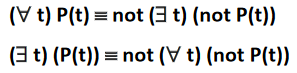 (∀ t) P(t) ≡ not (∃ t) (not P(t))
(∃ t) (P(t)) ≡ not (∀ t) (not P(t))